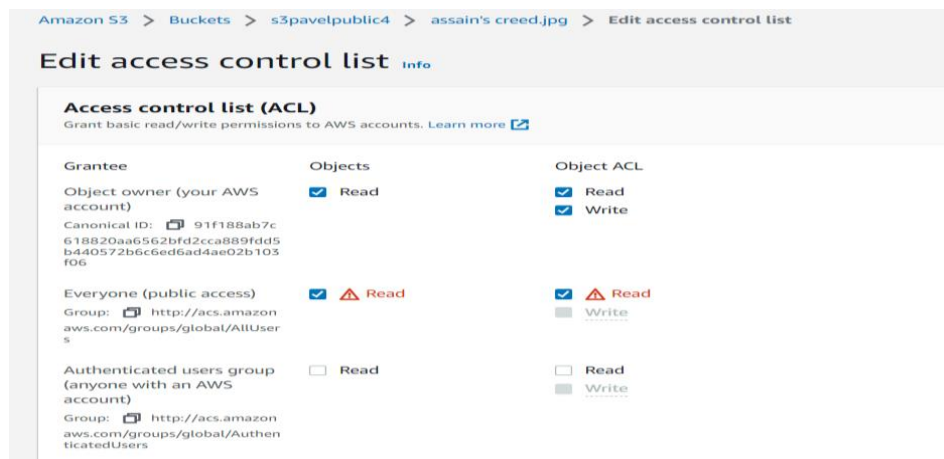 Amazon S3 > Buckets > s3pavelpublic4 > assain's creed.jpg > Edit access control list
Edit access control list Info
Access control list (ACL)
Grant basic read/write permissions to AWS accounts. Learn more
Grantee Objects Object ACL
Object owner (your AWS Read Read
account) Write
Canonical ID: 91f188ab7c
618820aa6562bfd2cca889fdd5
b440572b6c6ed6ad4ae02b103
f06
Everyone (public access) Read Read
Group: http://acs.amazon Write
aws.com/groups/global/AllUser
s
Authenticated users group Read Read
(anyone with an AWS Write
account)
Group: http://acs.amazon
aws.com/groups/global/Authen
ticatedUsers